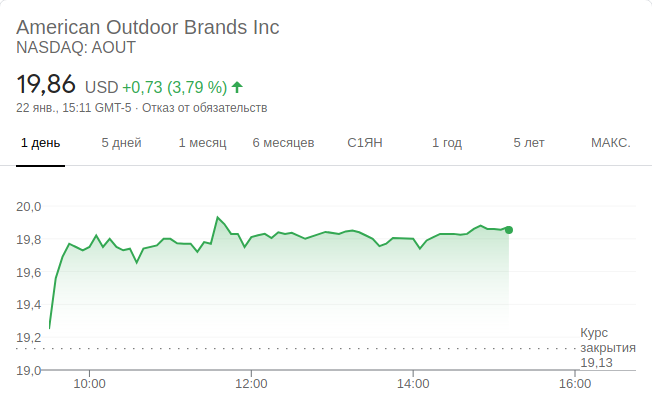 American Outdoor Brands Inc
NASDAQ: AOUT
19,86 USD +0,73 (3,79 %)
22 янв., 15:11 GMT-5 · Отказ от обязательств
1 день 5 дней 1 месяц 6 месяцев С1ЯН 1 год 5 лет МАКС.
20,0
19,8
19,6
19,4
19,2
19,0
Курс
закрытия
19,13
10:00 12:00 14:00 16:00